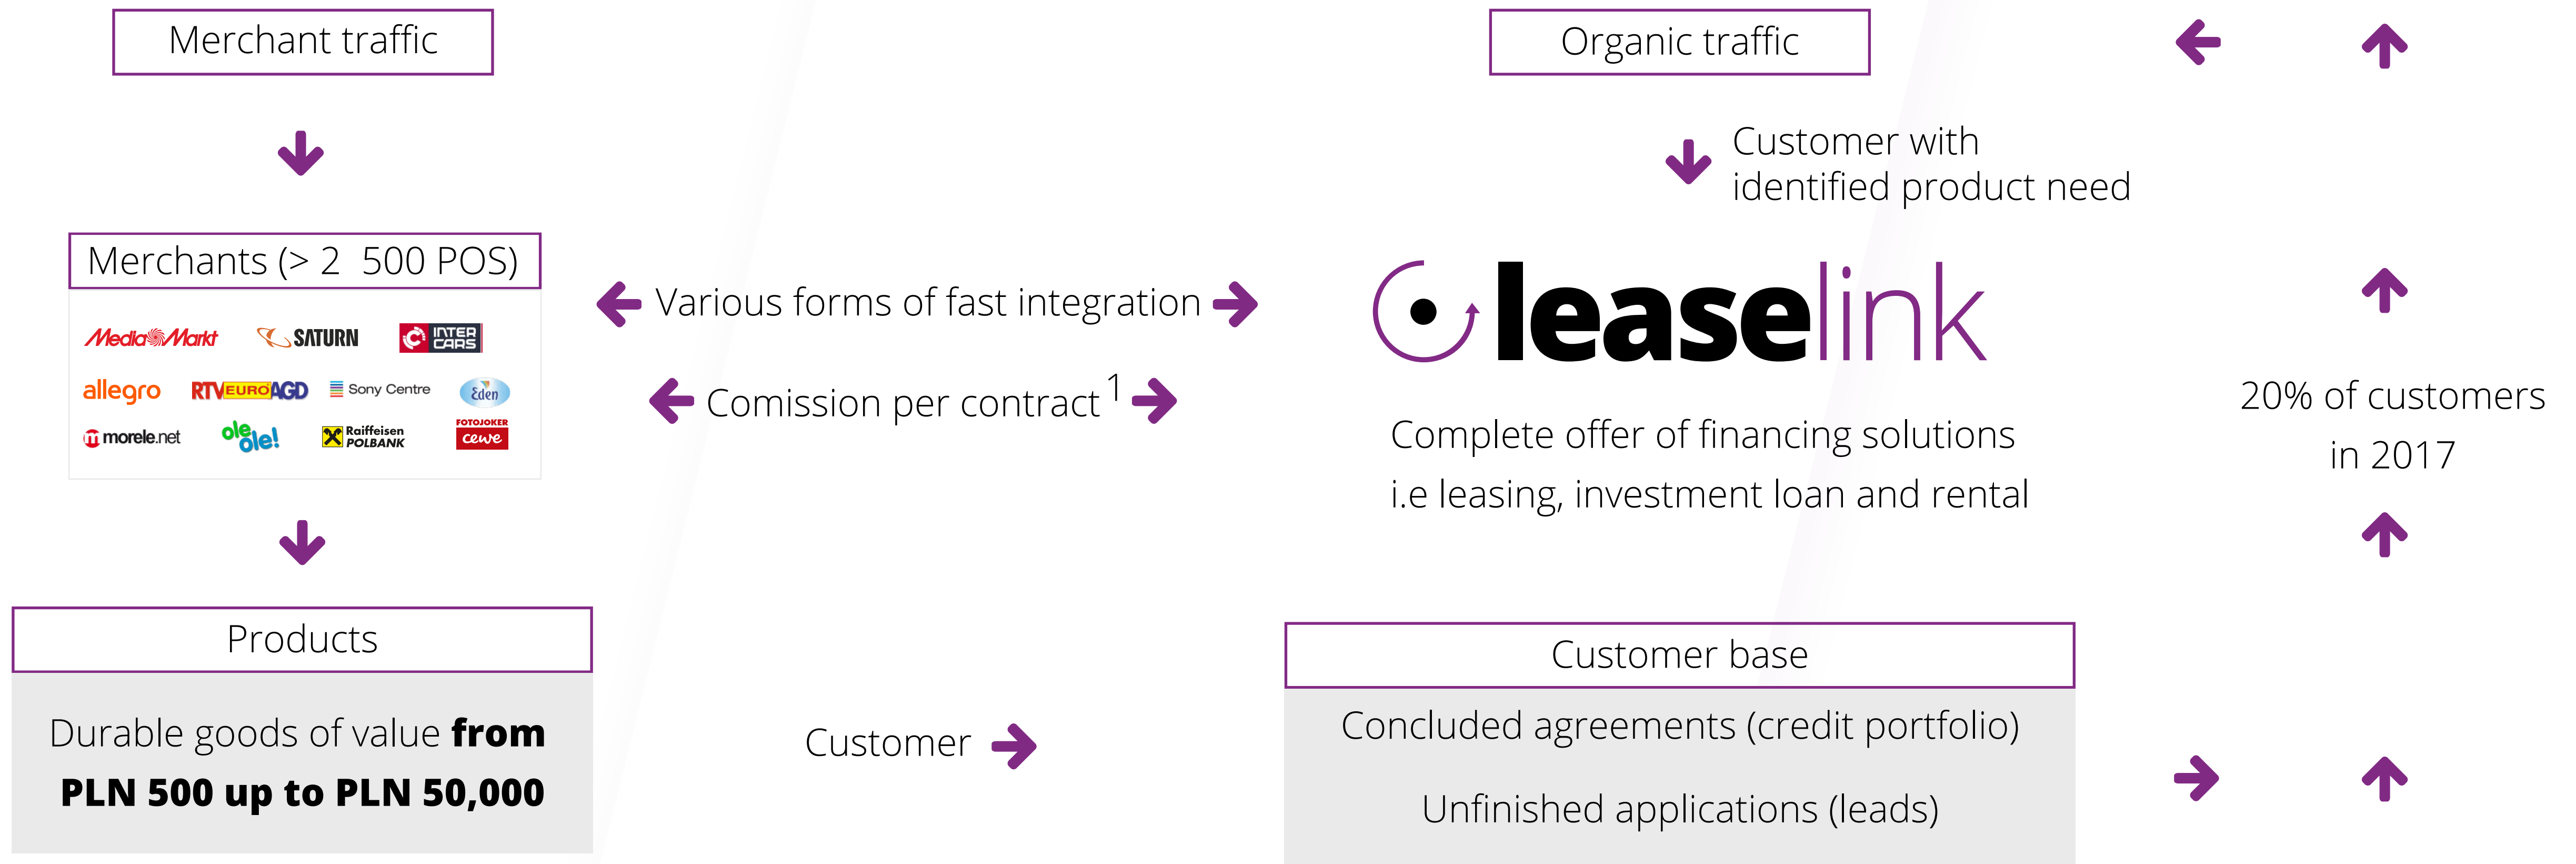 Merchant traffic
Merchants (> 2 500 POS)
MediaMarkt
SATURN
INTER
CARS
allegro
RTV EURO AGD
Sony Centre
Eden
morele.net
ole
ole!
Raiffeisen
POLBANK
FOTOJOKER
cewe
Products
Durable goods of value from
PLN 500 up to PLN 50,000
Various forms of fast integration
Comission per contract 1
Customer
Organic traffic
Customer with
identified product need
leaselink
Complete offer of financing solutions
i.e leasing, investment loan and rental
Customer base
Concluded agreements (credit portfolio)
Unfinished applications (leads)
20% of customers
in 2017